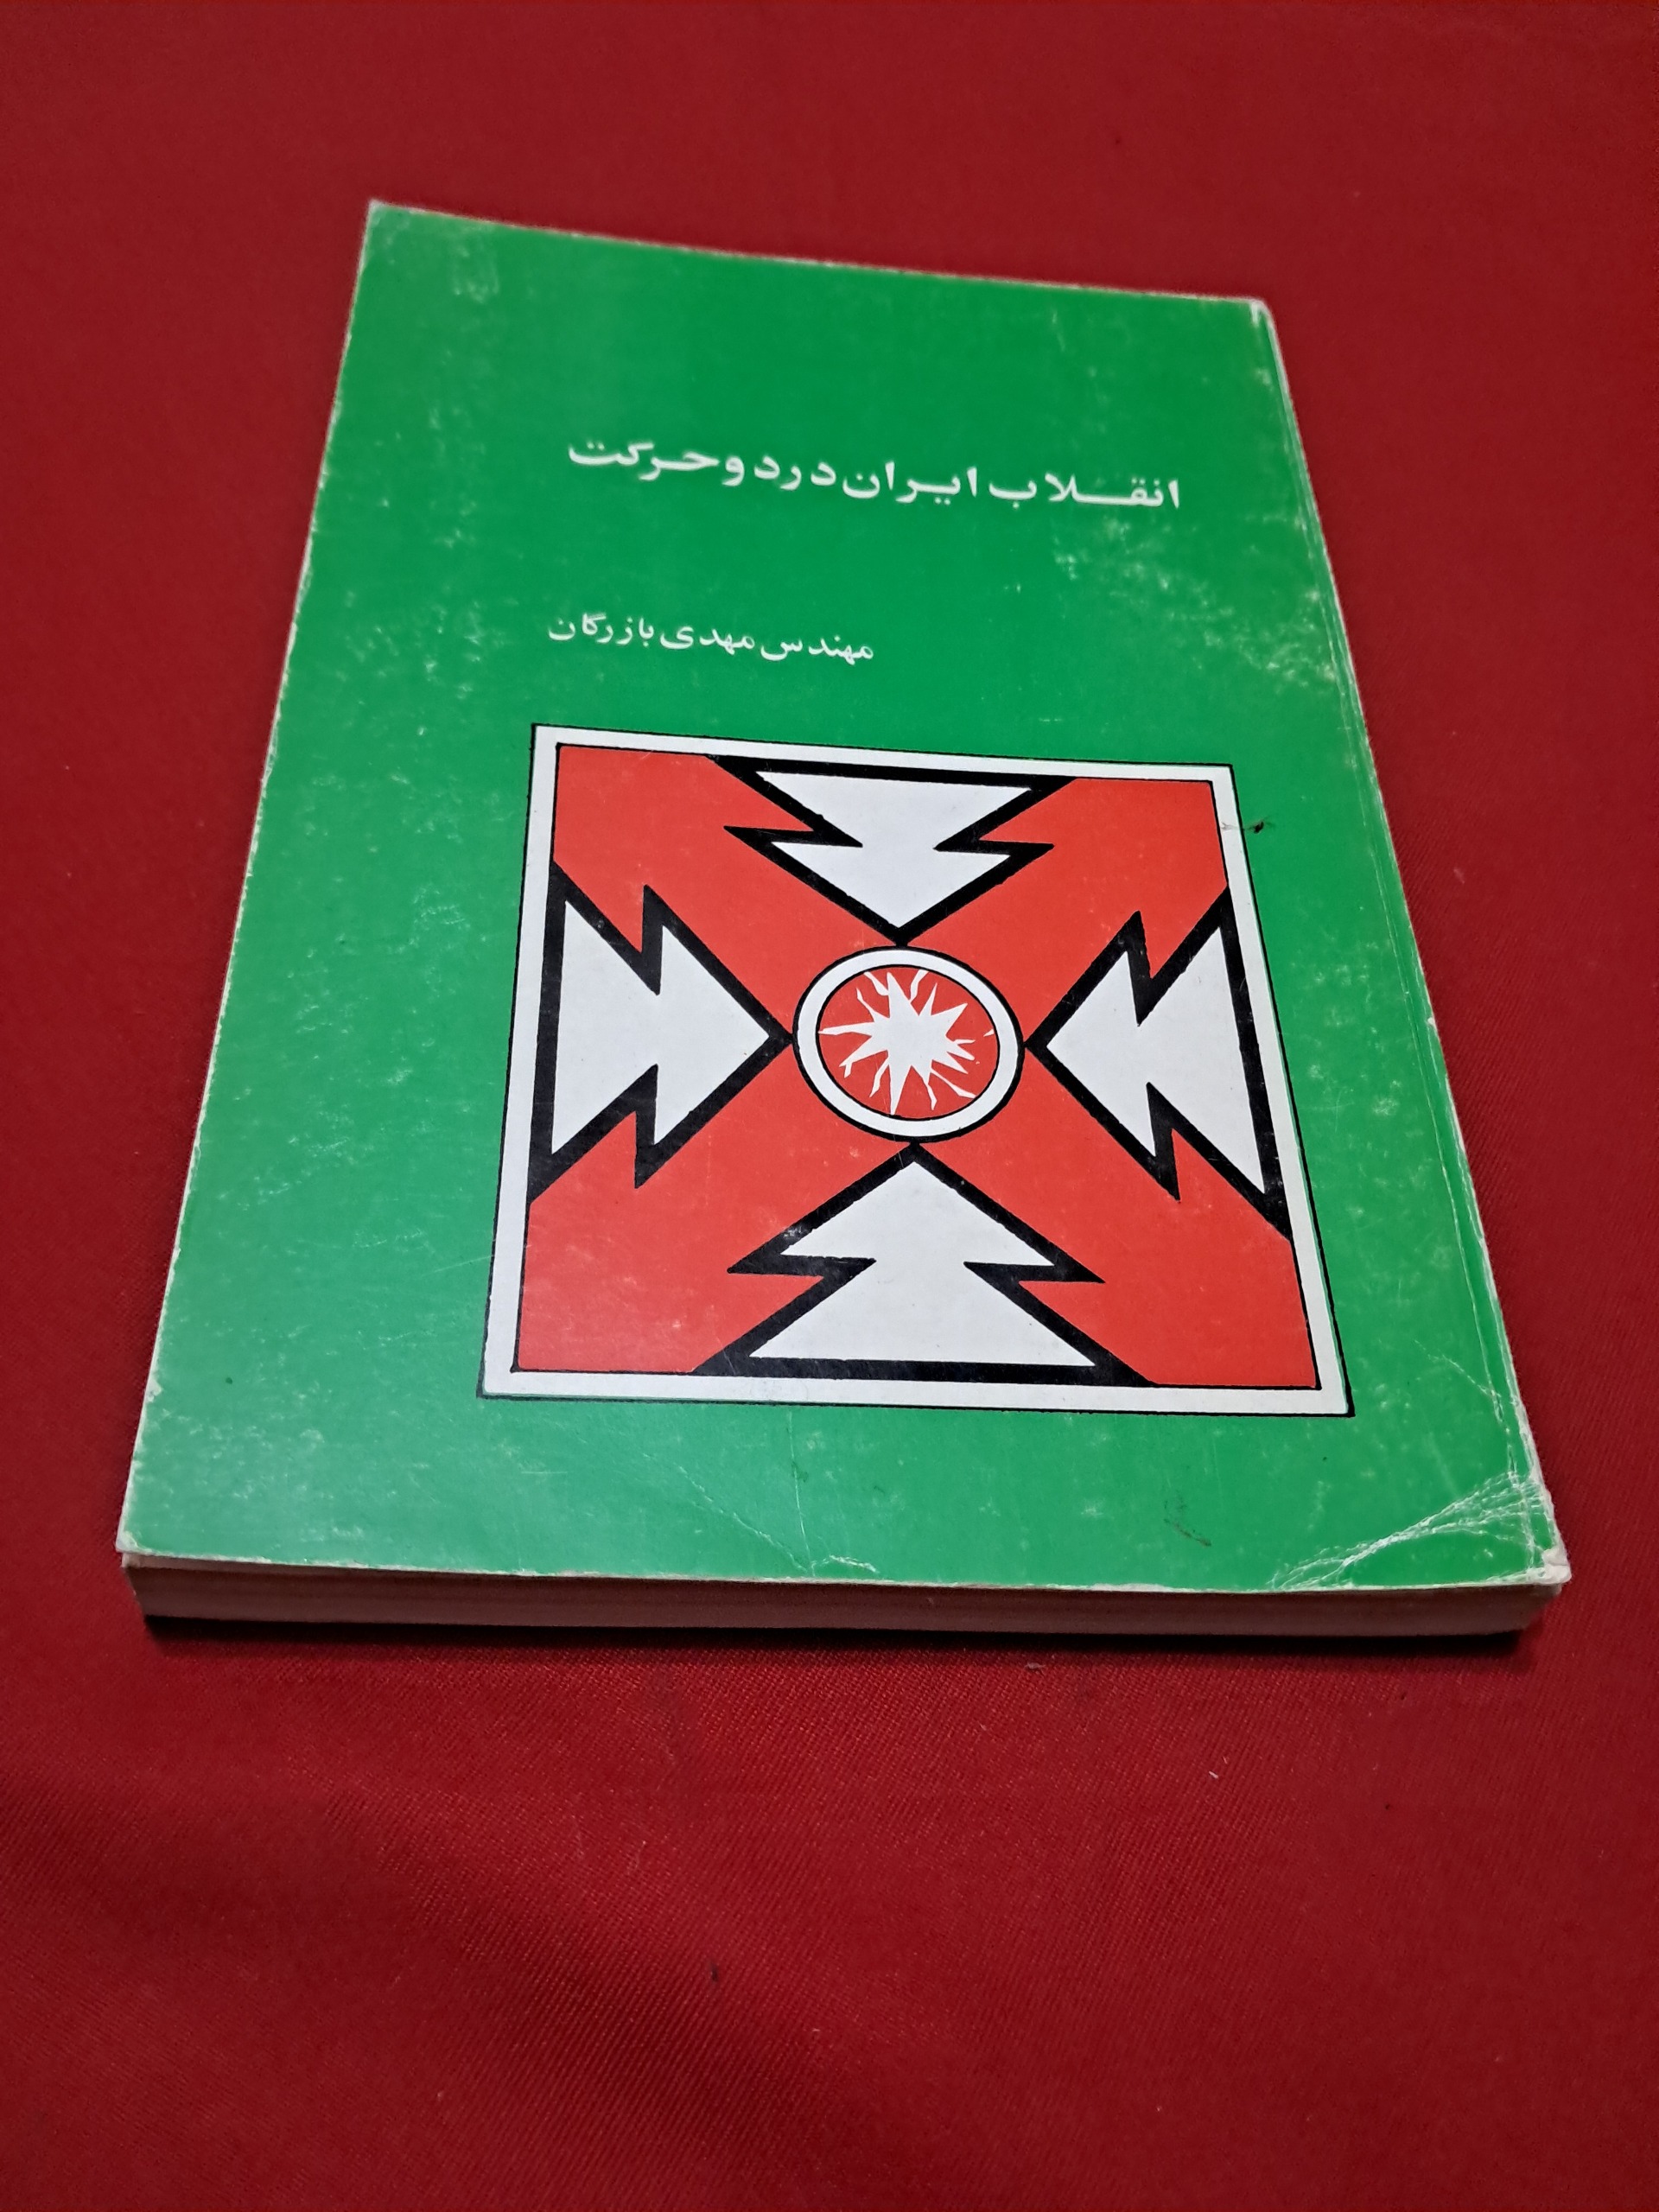 انقلاب ایران در دو حرکت
مهندس مهدی بازرگان